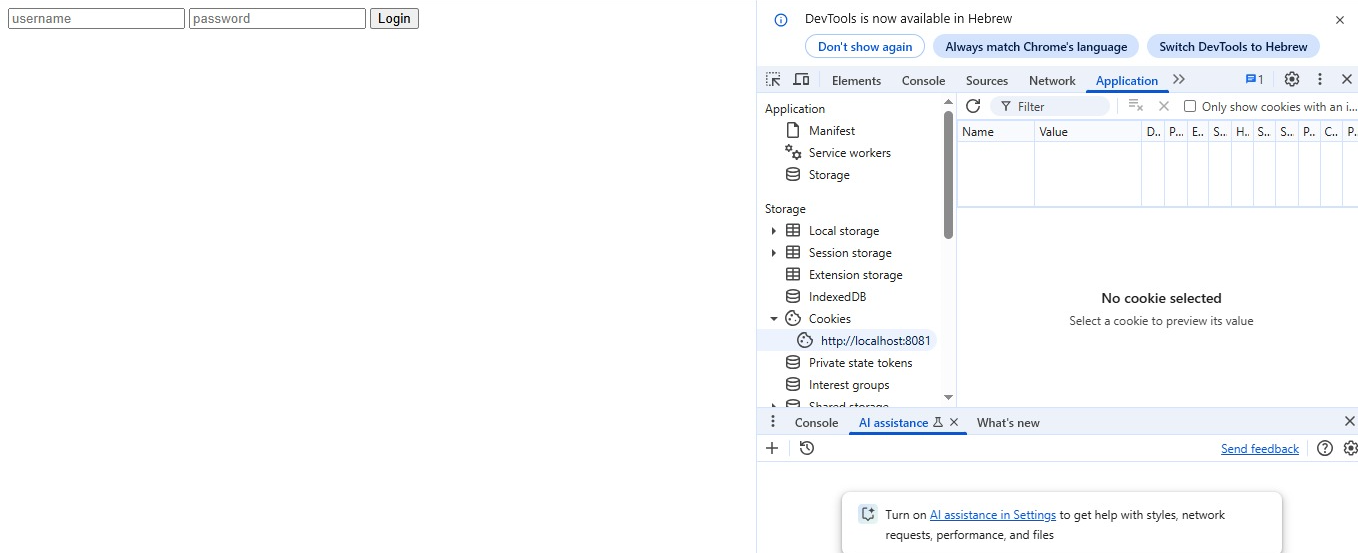 username password Login
DevTools is now available in Hebrew
Don't show again Always match Chrome's language Switch DevTools to Hebrew
Elements Console Sources Network Application 1
Application
Manifest
Service workers
Storage
Storage
Local storage
Session storage
Extension storage
IndexedDB
Cookies
http://localhost:8081
Private state tokens
Interest groups
Shared storage
Filter Only show cookies with an i...
Name Value D.. P... E.. S... H.. S... S... P.. C.. P.
No cookie selected
Select a cookie to preview its value
Console AI assistance What's new
Send feedback
Turn on AI assistance in Settings to get help with styles, network
requests, performance, and files